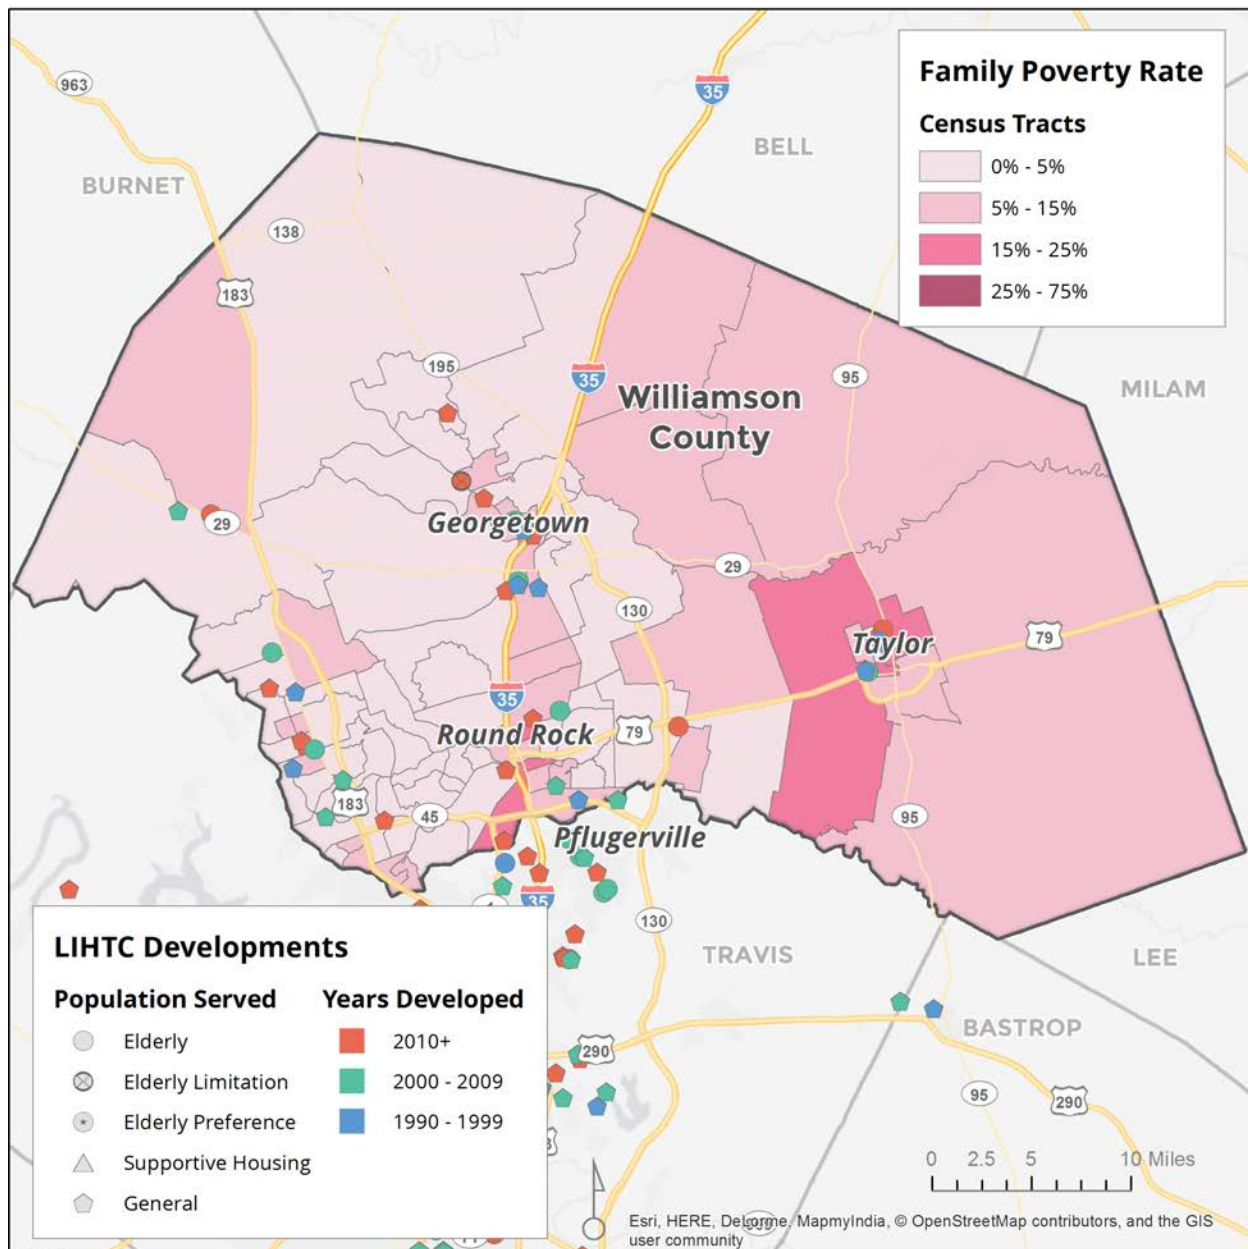 Family Poverty Rate
Census Tracts
0% - 5%
5% - 15%
15% - 25%
25% - 75%
963
35
BELL
BURNET
138
183
195
35
95
MILAM
Williamson
County
29
Georgetown
29
130
Taylor
79
35
Round Rock
79
183
45
95
Pflugerville
35
130
TRAVIS
LEE
BASTROP
290
95
290
LIHTC Developments
Population Served
Years Developed
Elderly
2010+
Elderly Limitation
2000 - 2009
Elderly Preference
1990 - 1999
Supportive Housing
General
0 2.5 5 10 Miles
Esri, HERE, DeLorme, MapmyIndia, © OpenStreetMap contributors, and the GIS
user community